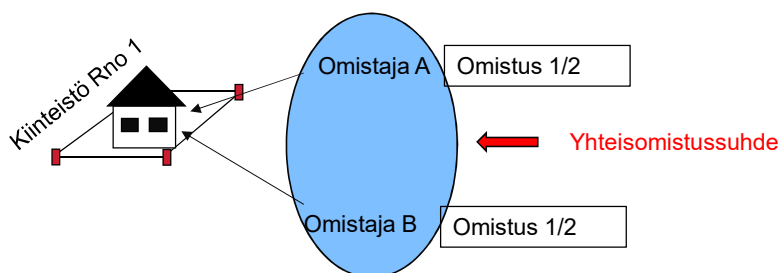 Kiinteistö Rno 1
Omistaja A
Omistus 1/2
Yhteisomistussuhde
Omistaja B
Omistus 1/2